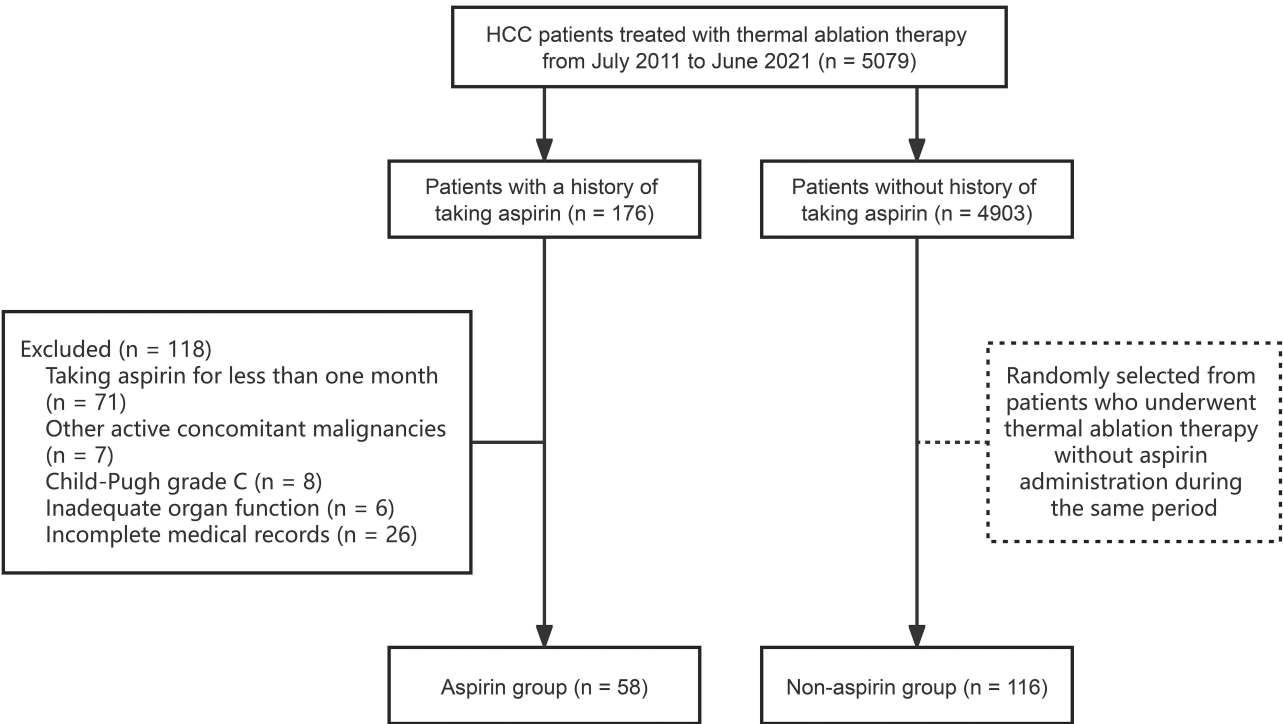 HCC patients treated with thermal ablation therapy
from July 2011 to June 2021 (n = 5079)
Patients with a history of
taking aspirin (n = 176)
Patients without history of
taking aspirin (n = 4903)
Excluded (n = 118)
Taking aspirin for less than one month
(n = 71)
Other active concomitant malignancies
(n = 7)
Child-Pugh grade C (n = 8)
Inadequate organ function (n = 6)
Incomplete medical records (n = 26)
Randomly selected from
patients who underwent
thermal ablation therapy
without aspirin
administration during
the same period
Aspirin group (n = 58)
Non-aspirin group (n = 116)